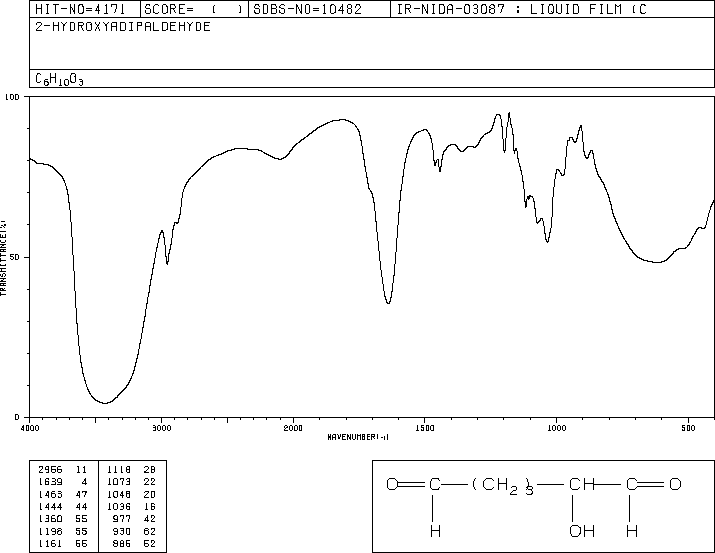 HIT-NO=4171 SCORE= ( ) SDBS-NO=10482 IR-NIDA-03087 : LIQUID FILM (C
2-HYDROXYADIPALDEHYDE
C6H10O3
100
50
0
TRANSMITTANCE(%)
4000 3000 2000 1500 1000 500
WAVENUMBER(-1)
2956 11 1118 28
1639 4 1073 22
1463 47 1048 20
1444 44 1036 16
1360 55 977 42
1198 55 930 62
1161 55 885 52
O CH (CH2)3 CH CH O
H OH H